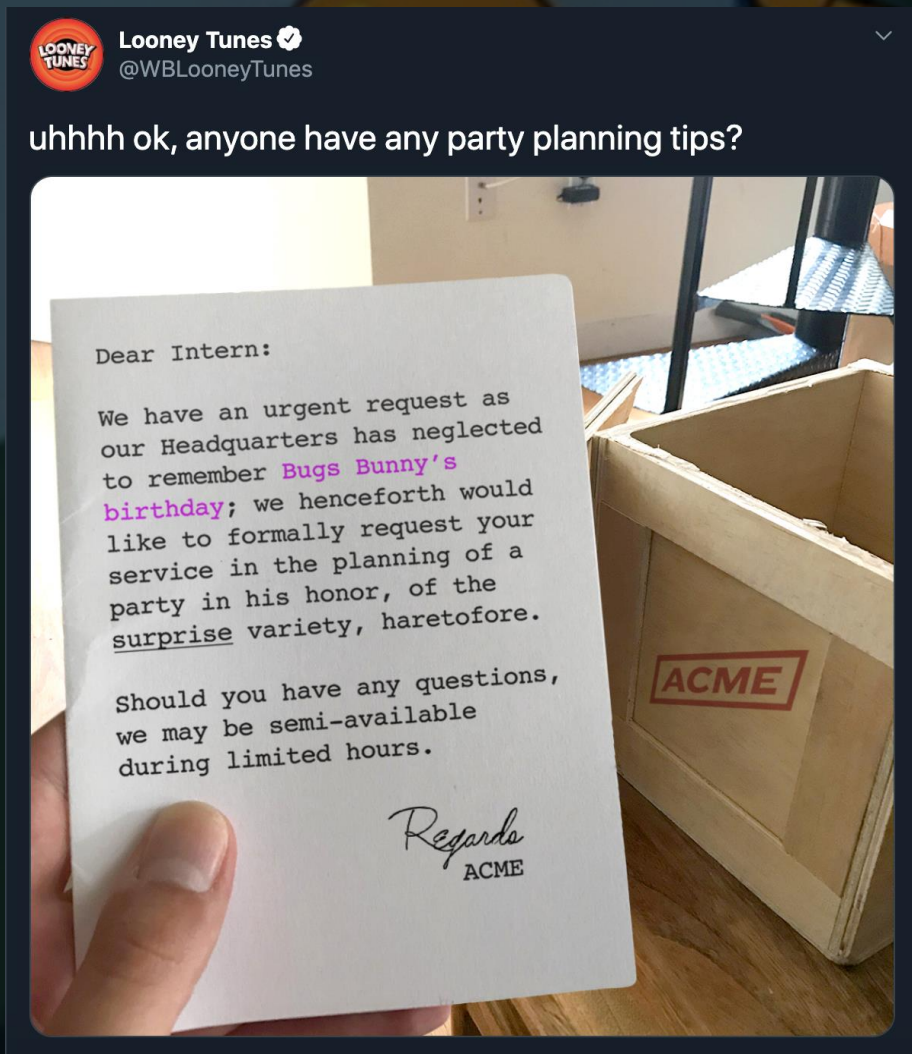 LOONEY
TUNES
Looney Tunes
@WBLooneyTunes
uhhhh ok, anyone have any party planning tips?
Dear Intern:
We have an urgent request as
our Headquarters has neglected
to remember Bugs Bunny's
birthday; we henceforth would
like to formally request your
service in the planning of a
party in his honor, of the
surprise variety, haretofore.
Should you have any questions,
we may be semi-available
during limited hours.
Regards
ACME
ACME